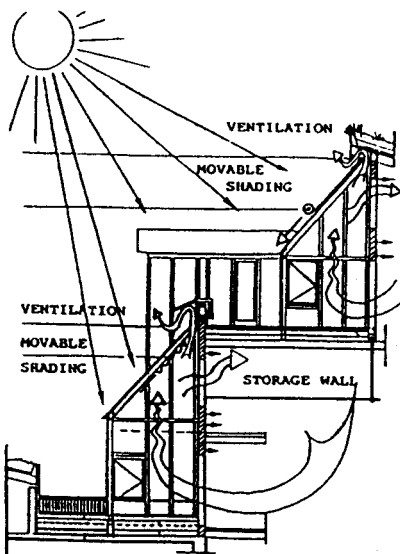 VENTILATION
MOVABLE
SHADING
VENTILATION
MOVABLE
SHADING
STORAGE WALL